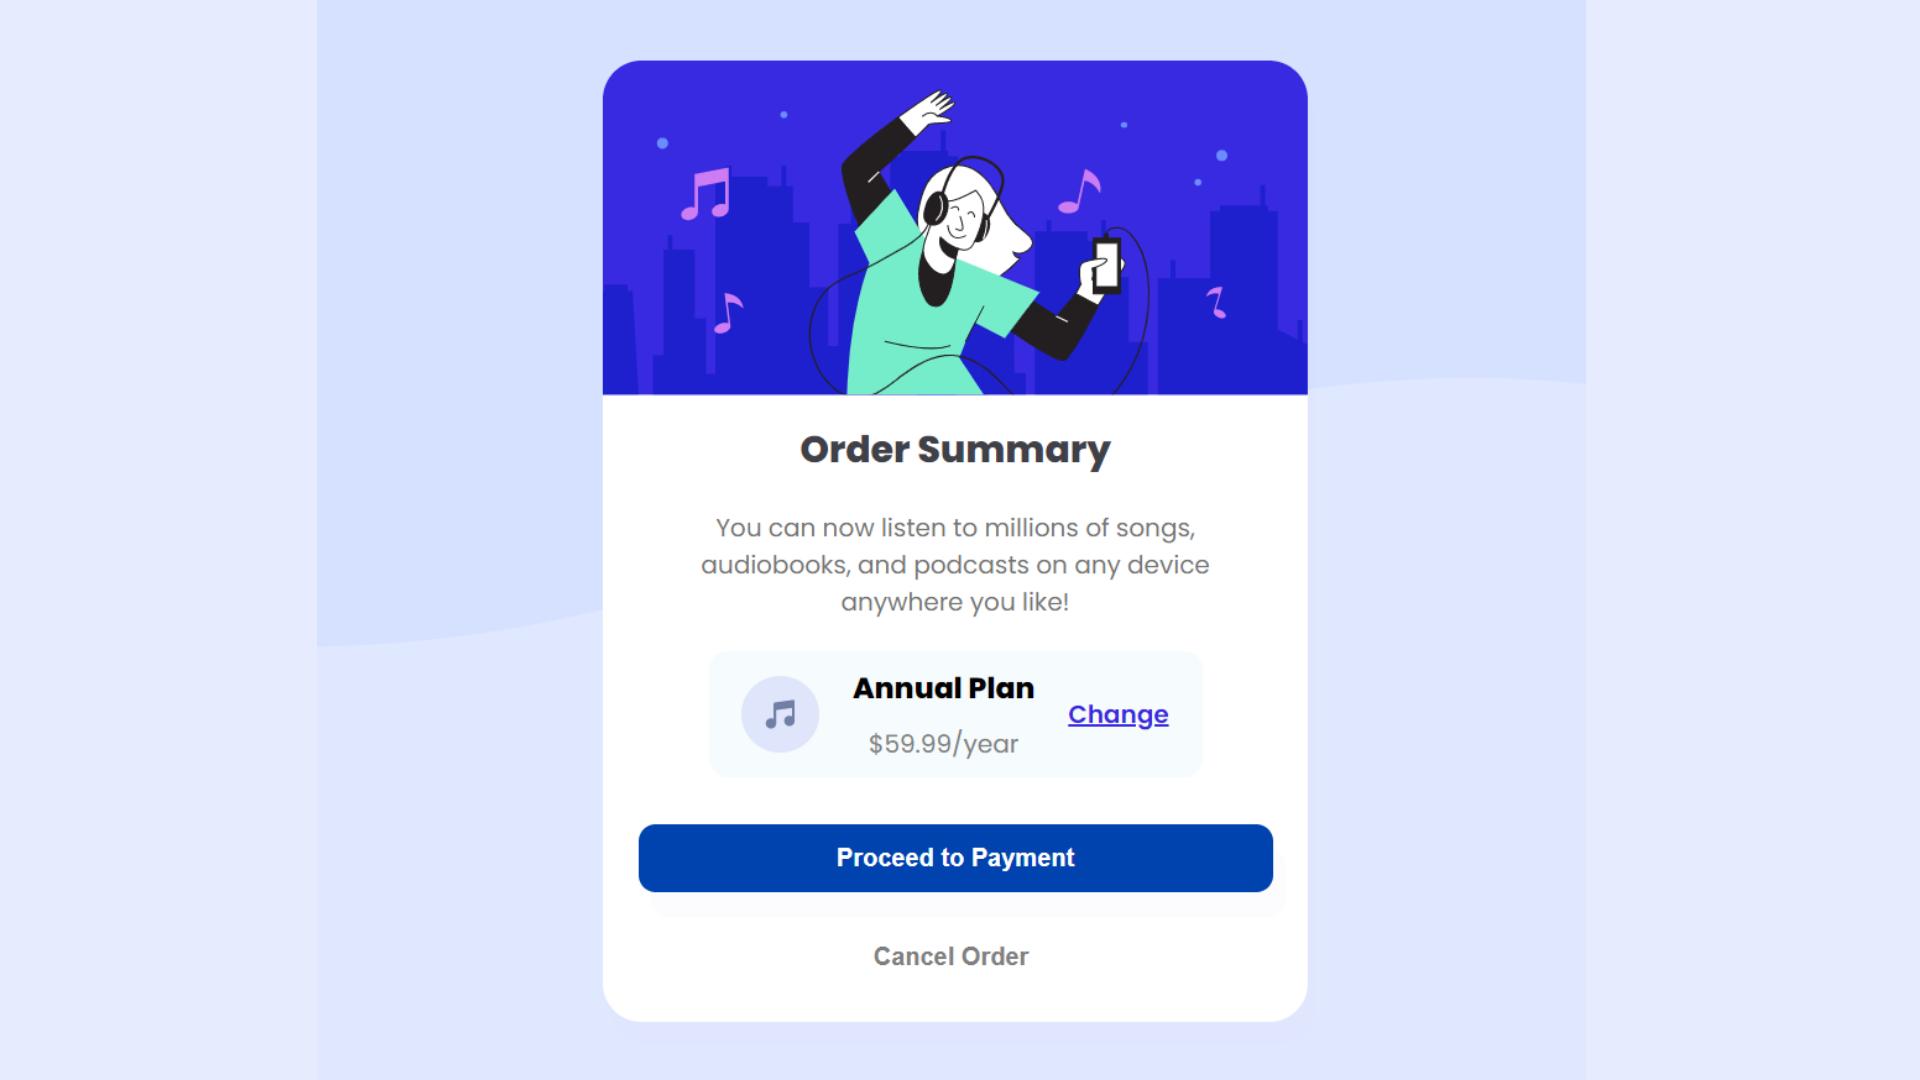 Order Summary
You can now listen to millions of songs,
audiobooks, and podcasts on any device
anywhere you like!
Annual Plan
$59.99/year
Change
Proceed to Payment
Cancel Order